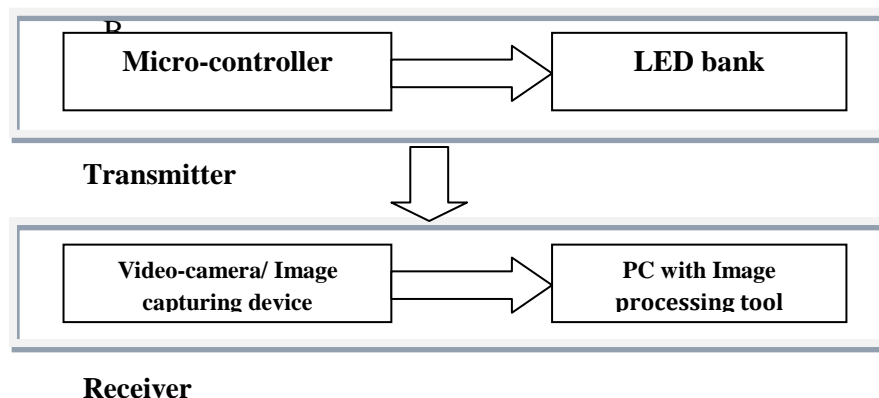 Micro-controller
LED bank
Transmitter
Video-camera/ Image
capturing device
PC with Image
processing tool
Receiver